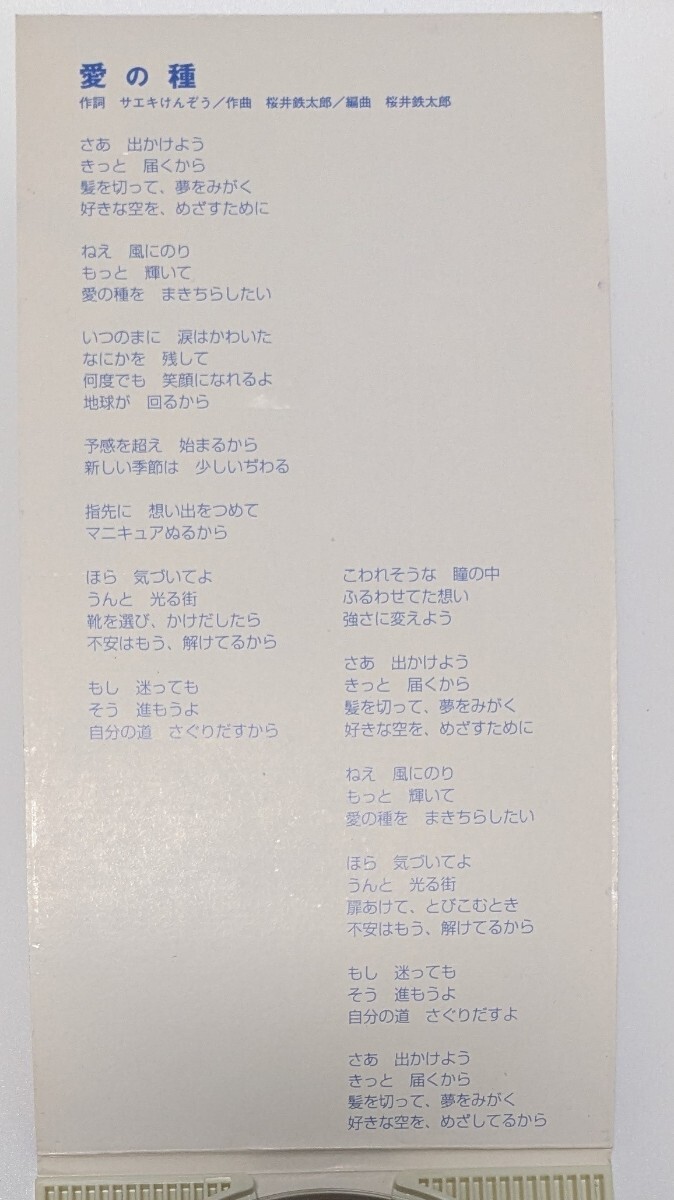 愛の種
作詞 サエキけんぞう／作曲 桜井鉄太郎／編曲 桜井鉄太郎
さあ 出かけよう
きっと 届くから
髪を切って、夢をみがく
好きな空を、めざすために
ねえ 風にのり
もっと 輝いて
愛の種を まきちらしたい
いつのまに 涙はかわいた
なにかを 残して
何度でも 笑顔になれるよ
地球が 回るから
予感を超え 始まるから
新しい季節は 少しいぢわる
指先に 想い出をつめて
マニキュアぬるから
ほら 気づいてよ
うんと 光る街
靴を選び、かけだしたら
不安はもう、解けてるから
もし 迷っても
そう 進もうよ
自分の道 さぐりだすから
こわれそうな 瞳の中
ふるわせてた想い
強さに変えよう
さあ 出かけよう
きっと 届くから
髪を切って、夢をみがく
好きな空を、めざすために
ねえ 風にのり
もっと 輝いて
愛の種を まきちらしたい
ほら 気づいてよ
うんと 光る街
扉あけて、とびこむとき
不安はもう、解けてるから
もし 迷っても
そう 進もうよ
自分の道 さぐりだすよ
さあ 出かけよう
きっと 届くから
髪を切って、夢をみがく
好きな空を、めざしてるから